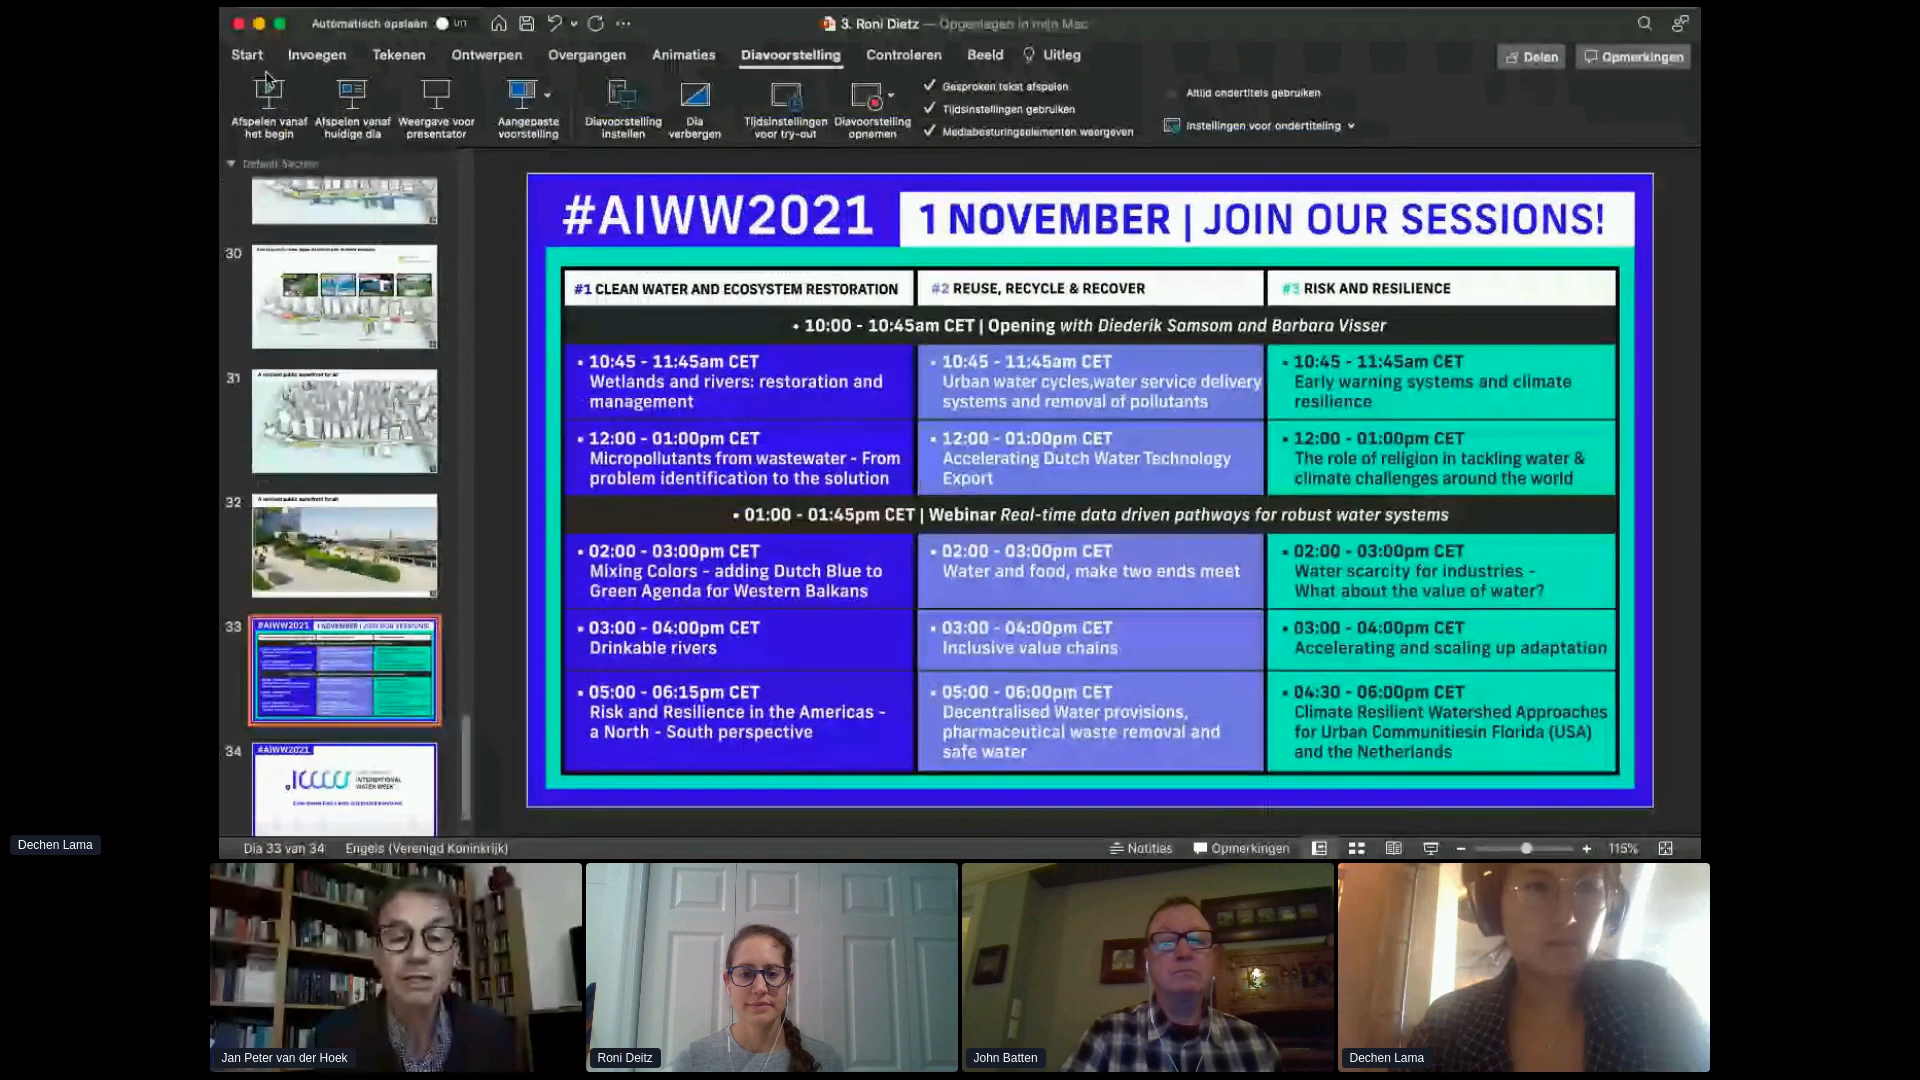 Automatisch opslaan
3. Roni Dietz — Opgeslagen in mijn Mac
Start Invoegen Tekenen Ontwerpen Overgangen Animaties Diavoorstelling Controleren Beeld Uitleg
Delen Opmerkingen
Afspelen vanaf het begin
Afspelen vanaf huidige dia
Weergave voor presentator
Aangepaste voorstelling
Diavoorstelling instellen
Dia verbergen
Tijdsinstellingen voor try-out
Diavoorstelling opnemen
Gesproken tekst afspelen
Tijdsinstellingen gebruiken
Mediabesturingselementen weergeven
Altijd ondertitels gebruiken
Instellingen voor ondertiteling
Default Section
30
31
32
33
34
#AIWW2021
INTERNATIONAL
WATER WEEK
#AIWW2021 1 NOVEMBER | JOIN OUR SESSIONS!
#1 CLEAN WATER AND ECOSYSTEM RESTORATION
#2 REUSE, RECYCLE & RECOVER
#3 RISK AND RESILIENCE
• 10:00 - 10:45am CET | Opening with Diederik Samsom and Barbara Visser
• 10:45 - 11:45am CET
Wetlands and rivers: restoration and
management
• 10:45 - 11:45am CET
Urban water cycles,water service delivery
systems and removal of pollutants
• 10:45 - 11:45am CET
Early warning systems and climate
resilience
• 12:00 - 01:00pm CET
Micropollutants from wastewater - From
problem identification to the solution
• 12:00 - 01:00pm CET
Accelerating Dutch Water Technology
Export
• 12:00 - 01:00pm CET
The role of religion in tackling water &
climate challenges around the world
• 01:00 - 01:45pm CET | Webinar Real-time data driven pathways for robust water systems
• 02:00 - 03:00pm CET
Mixing Colors - adding Dutch Blue to
Green Agenda for Western Balkans
• 02:00 - 03:00pm CET
Water and food, make two ends meet
• 02:00 - 03:00pm CET
Water scarcity for industries -
What about the value of water?
• 03:00 - 04:00pm CET
Drinkable rivers
• 03:00 - 04:00pm CET
Inclusive value chains
• 03:00 - 04:00pm CET
Accelerating and scaling up adaptation
• 05:00 - 06:15pm CET
Risk and Resilience in the Americas -
a North - South perspective
• 05:00 - 06:00pm CET
Decentralised Water provisions,
pharmaceutical waste removal and
safe water
• 04:30 - 06:00pm CET
Climate Resilient Watershed Approaches
for Urban Communitiesin Florida (USA)
and the Netherlands
Dia 33 van 34 Engels (Verenigd Koninkrijk)
Notities Opmerkingen 115%
Dechen Lama
Jan Peter van der Hoek
Roni Deitz
John Batten
Dechen Lama